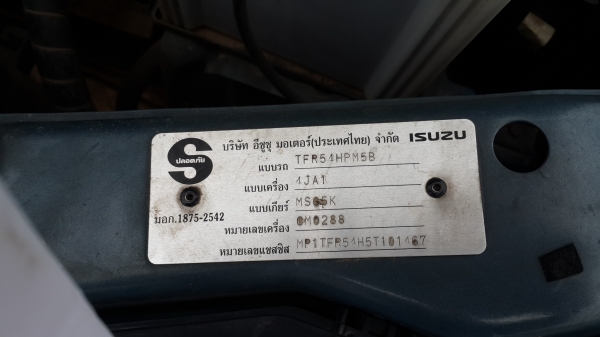 S
ปลอดภัย
มอก.1875-2542
บริษัท อีซูซุ มอเตอร์(ประเทศไทย) จำกัด ISUZU
แบบรถ TFR54HPM5B
แบบเครื่อง 4JA1
แบบเกียร์ MSG5K
หมายเลขเครื่อง CM0288
หมายเลขแชสซิส MP1TFR54H5T101467